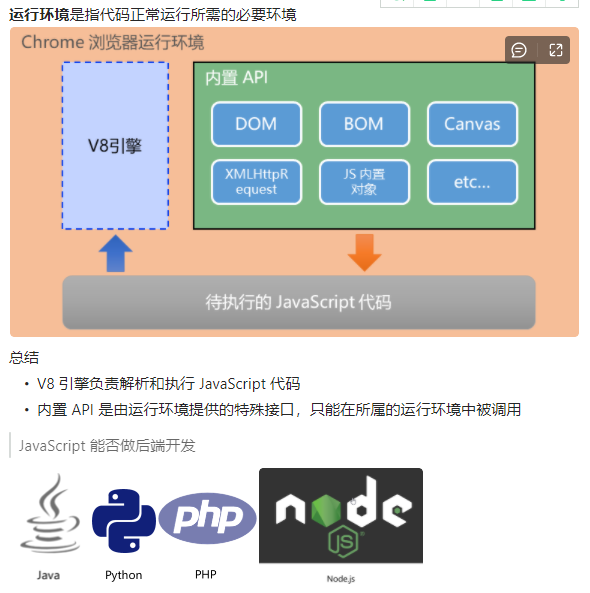 运行环境是指代码正常运行所需的必要环境
Chrome 浏览器运行环境
V8引擎
内置 API
DOM
BOM
Canvas
XMLHttpR
equest
JS 内置
对象
etc...
待执行的 JavaScript 代码
总结
• V8 引擎负责解析和执行 JavaScript 代码
• 内置 API 是由运行环境提供的特殊接口，只能在所属的运行环境中被调用
JavaScript 能否做后端开发
php
node
JS
Java
Python
PHP
Node.js